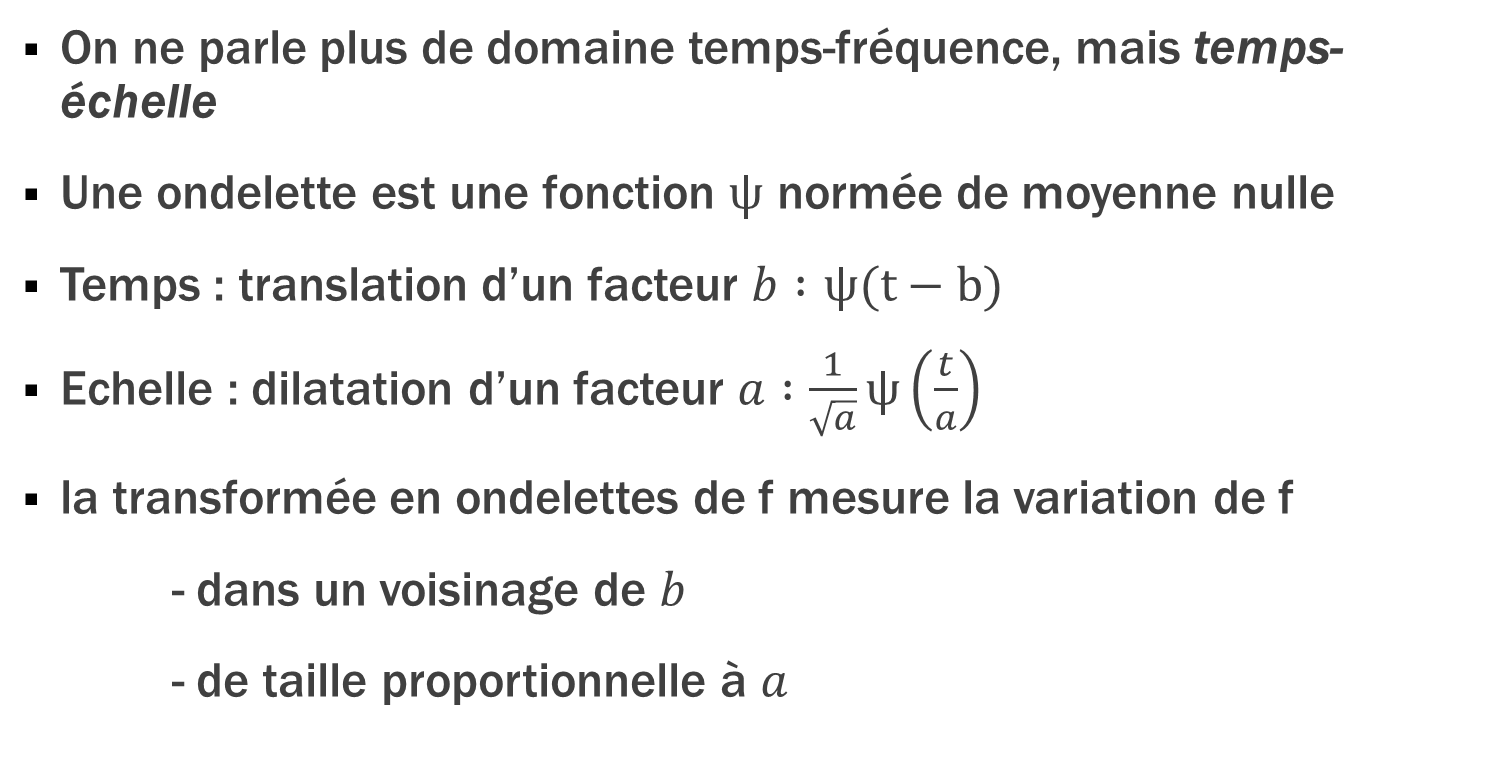 ▪ On ne parle plus de domaine temps-fréquence, mais temps-
échelle
▪ Une ondelette est une fonction ψ normée de moyenne nulle
▪ Temps : translation d’un facteur b : ψ(t − b)
▪ Echelle : dilatation d’un facteur a : 1/√a ψ(t/a)
▪ la transformée en ondelettes de f mesure la variation de f
- dans un voisinage de b
- de taille proportionnelle à a